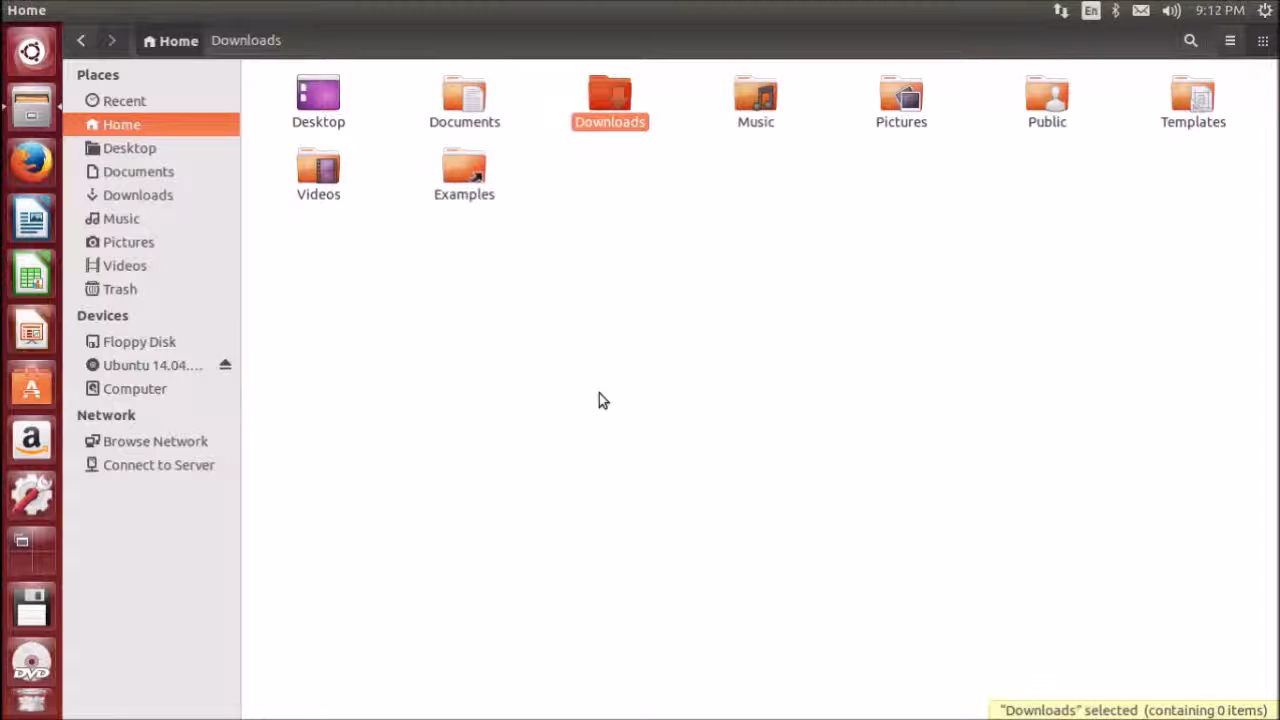 Home
En
9:12 PM
Home
Downloads
Places
Recent
Home
Desktop
Documents
Downloads
Music
Pictures
Videos
Trash
Devices
Floppy Disk
Ubuntu 14.04....
Computer
Network
Browse Network
Connect to Server
Desktop
Documents
Downloads
Music
Pictures
Public
Templates
Videos
Examples
A
a
DVD
“Downloads” selected (containing 0 items)